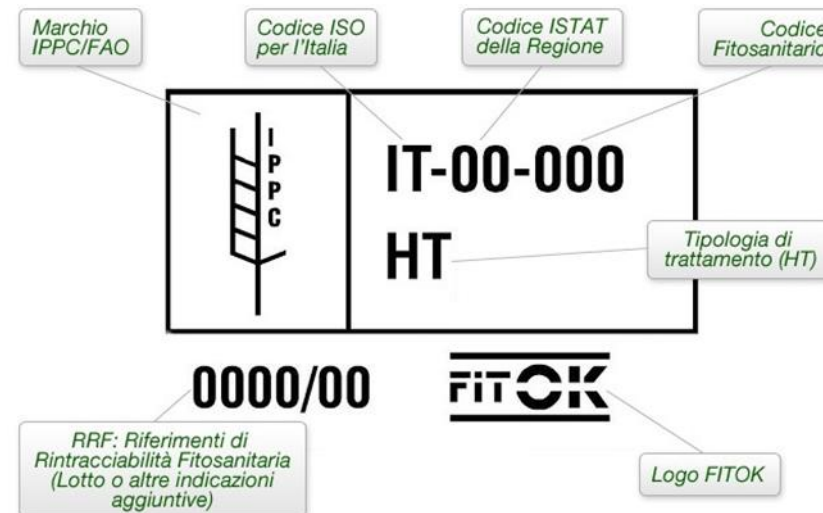 Marchio
IPPC/FAO
Codice ISO
per l'Italia
Codice ISTAT
della Regione
Codice
Fitosanitario
IPPC
IT-00-000
HT
Tipologia di
trattamento (HT)
0000/00
FiTOK
RRF: Riferimenti di
Rintracciabilità Fitosanitaria
(Lotto o altre indicazioni
aggiuntive)
Logo FITOK